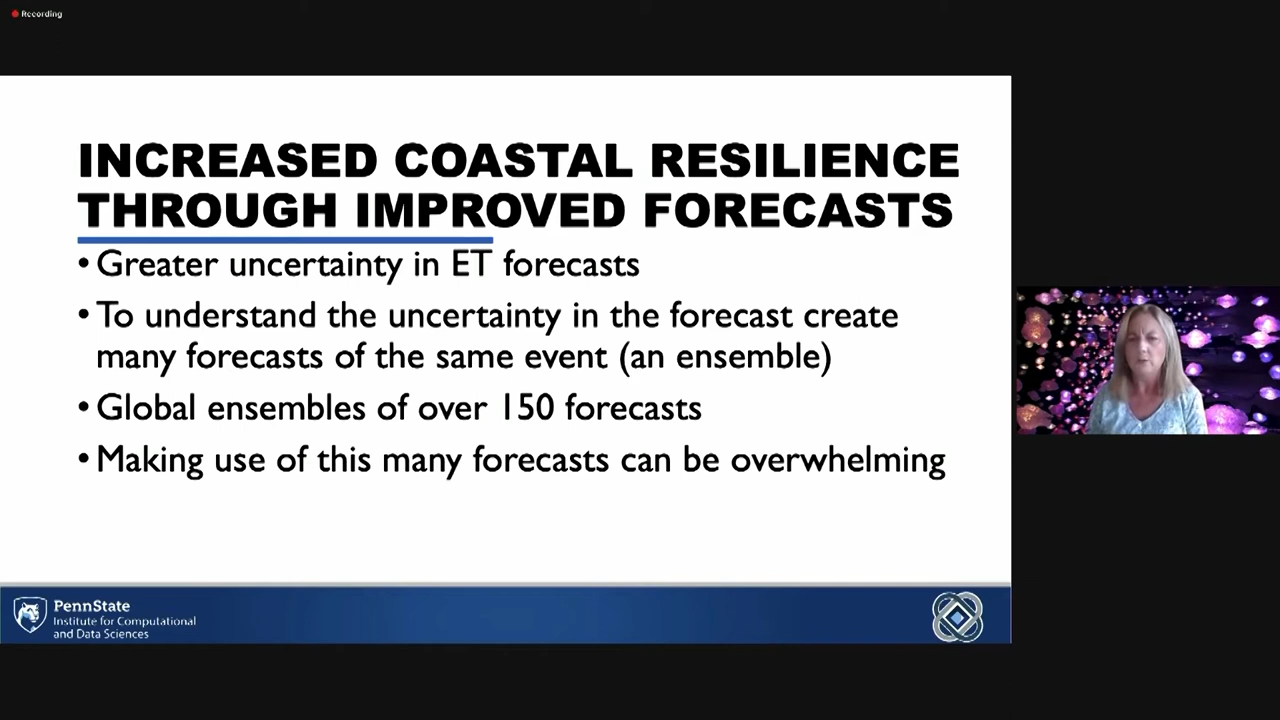 Recording
INCREASED COASTAL RESILIENCE
THROUGH IMPROVED FORECASTS
• Greater uncertainty in ET forecasts
• To understand the uncertainty in the forecast create
many forecasts of the same event (an ensemble)
• Global ensembles of over 150 forecasts
• Making use of this many forecasts can be overwhelming
PennState
Institute for Computational
and Data Sciences